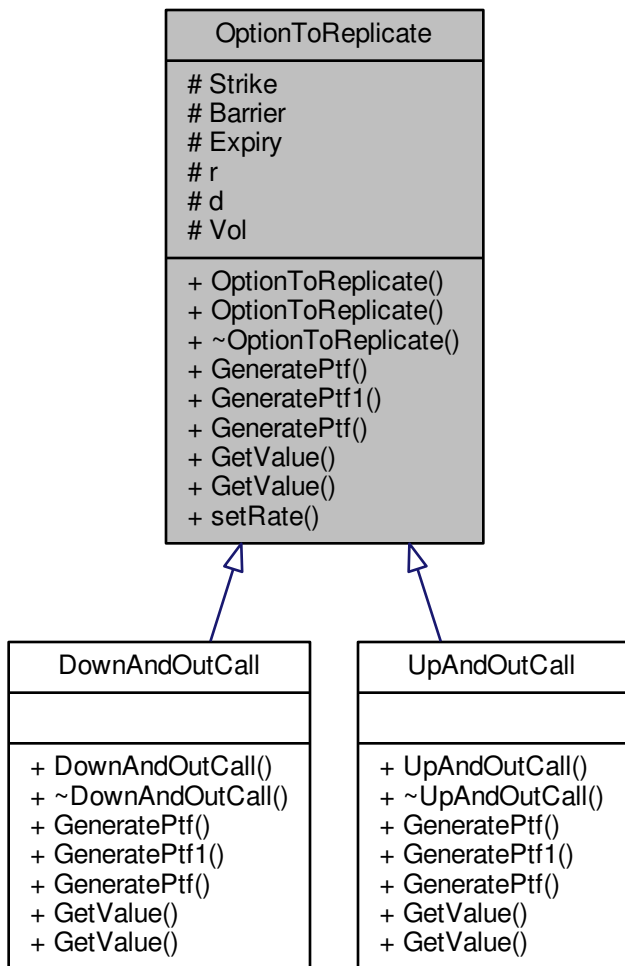 OptionToReplicate
# Strike
# Barrier
# Expiry
# r
# d
# Vol
+ OptionToReplicate()
+ OptionToReplicate()
+ ~OptionToReplicate()
+ GeneratePtf()
+ GeneratePtf1()
+ GeneratePtf()
+ GetValue()
+ GetValue()
+ setRate()
DownAndOutCall
+ DownAndOutCall()
+ ~DownAndOutCall()
+ GeneratePtf()
+ GeneratePtf1()
+ GeneratePtf()
+ GetValue()
+ GetValue()
UpAndOutCall
+ UpAndOutCall()
+ ~UpAndOutCall()
+ GeneratePtf()
+ GeneratePtf1()
+ GeneratePtf()
+ GetValue()
+ GetValue()